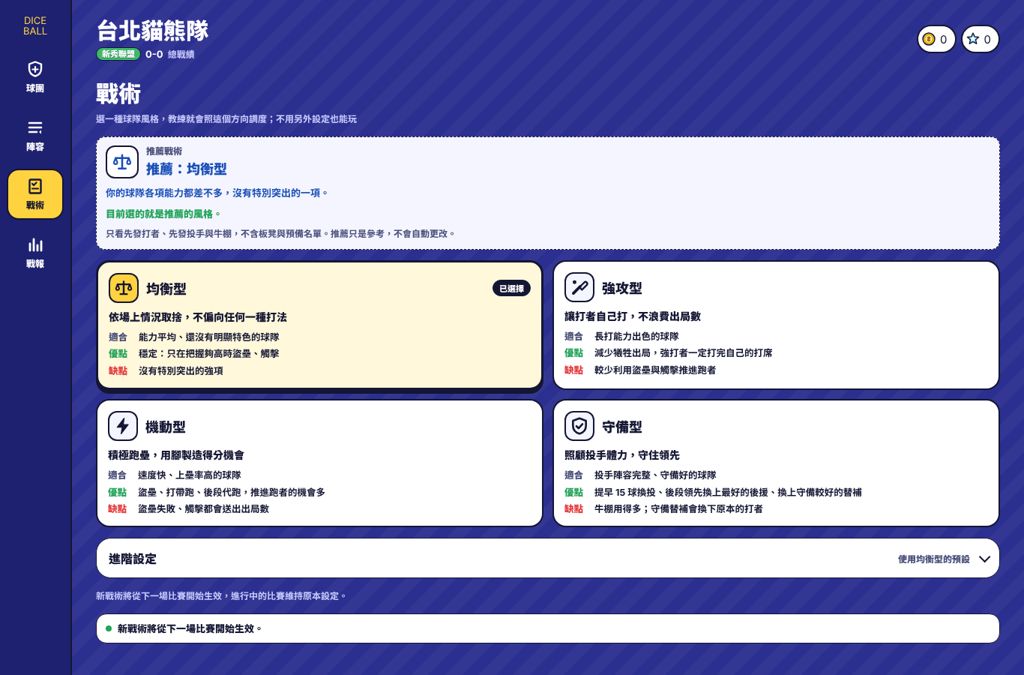 DICE
BALL
球團
陣容
戰術
戰報
台北貓熊隊
新秀聯盟 0-0 總戰績
0
0
戰術
選一種球隊風格，教練就會照這個方向調度；不用另外設定也能玩
推薦戰術
推薦：均衡型
你的球隊各項能力都差不多，沒有特別突出的一項。
目前選的就是推薦的風格。
只看先發打者、先發投手與牛棚，不含板凳與預備名單。推薦只是參考，不會自動更改。
均衡型
已選擇
依場上情況取捨，不偏向任何一種打法
適合 能力平均、還沒有明顯特色的球隊
優點 穩定：只在把握夠高時盜壘、觸擊
缺點 沒有特別突出的強項
強攻型
讓打者自己打，不浪費出局數
適合 長打能力出色的球隊
優點 減少犧牲出局，強打者一定打完自己的打席
缺點 較少利用盜壘與觸擊推進跑者
機動型
積極跑壘，用腳製造得分機會
適合 速度快、上壘率高的球隊
優點 盜壘、打帶跑、後段代跑，推進跑者的機會多
缺點 盜壘失敗、觸擊都會送出出局數
守備型
照顧投手體力，守住領先
適合 投手陣容完整、守備好的球隊
優點 提早 15 球換投、後段領先換上最好的後援、換上守備較好的替補
缺點 牛棚用得多；守備替補會換下原本的打者
進階設定
使用均衡型的預設
新戰術將從下一場比賽開始生效，進行中的比賽維持原本設定。
新戰術將從下一場比賽開始生效。